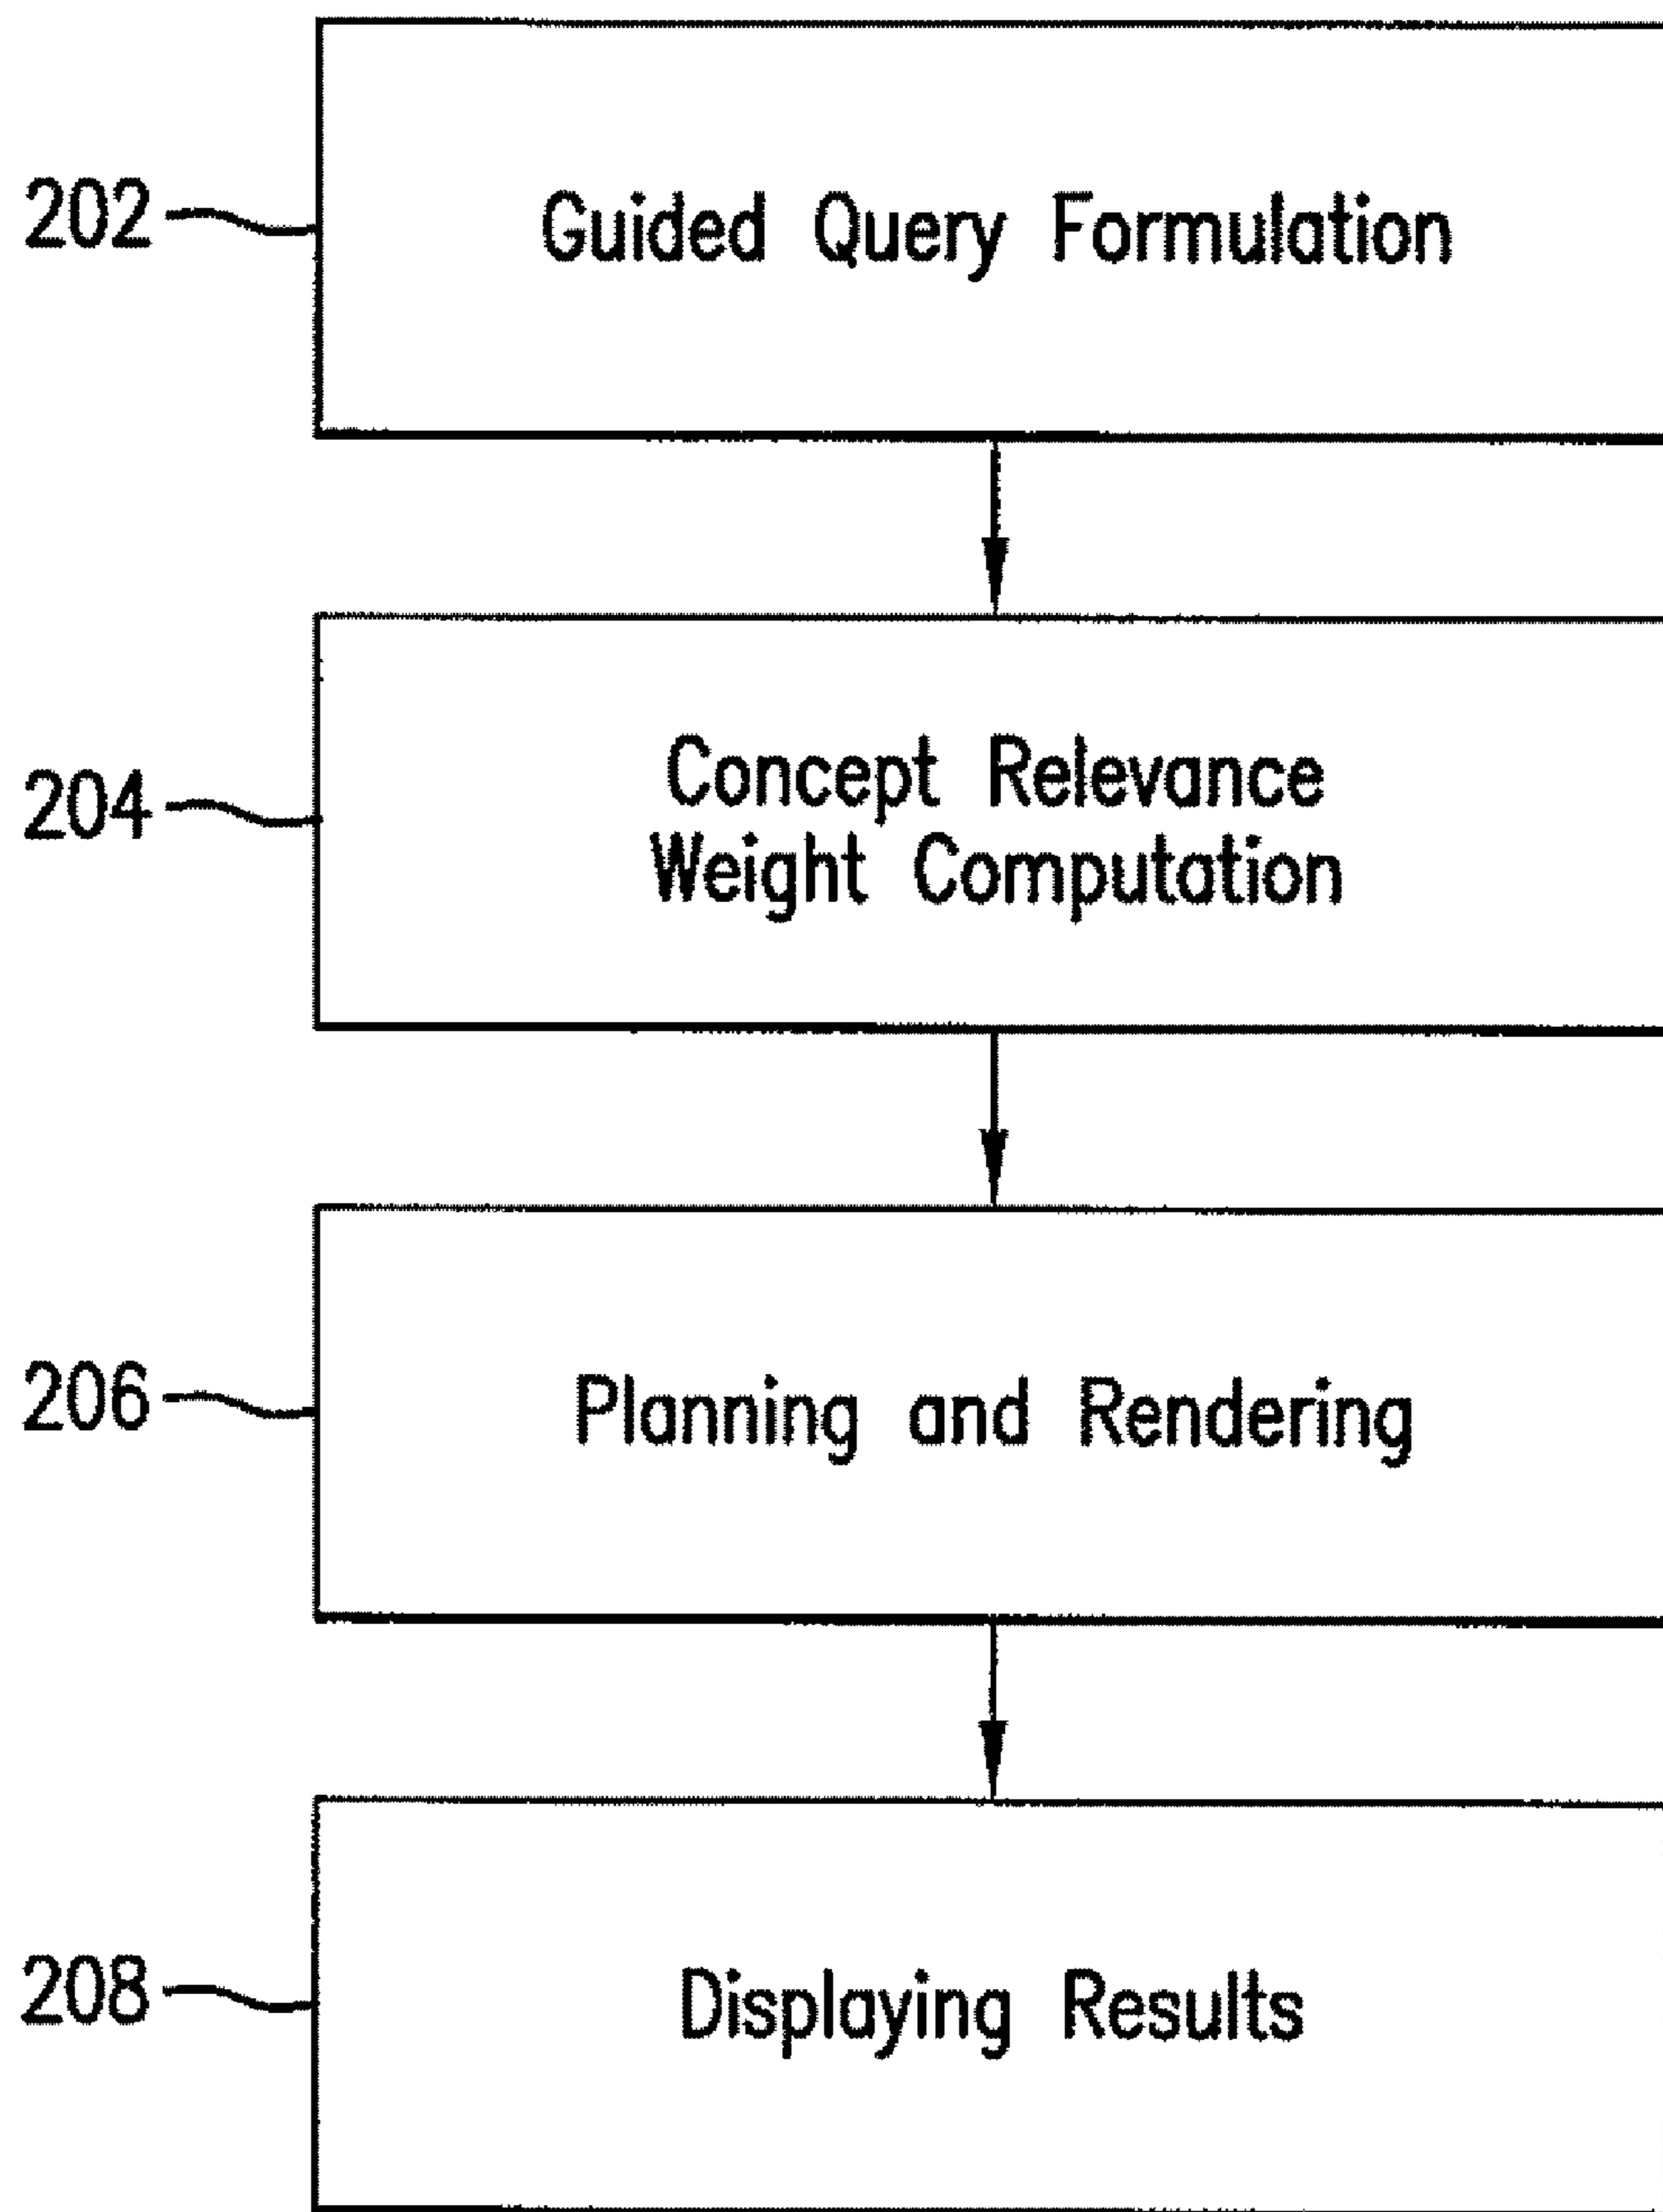 202
Guided Query Formulation
204
Concept Relevance
Weight Computation
206
Planning and Rendering
208
Displaying Results